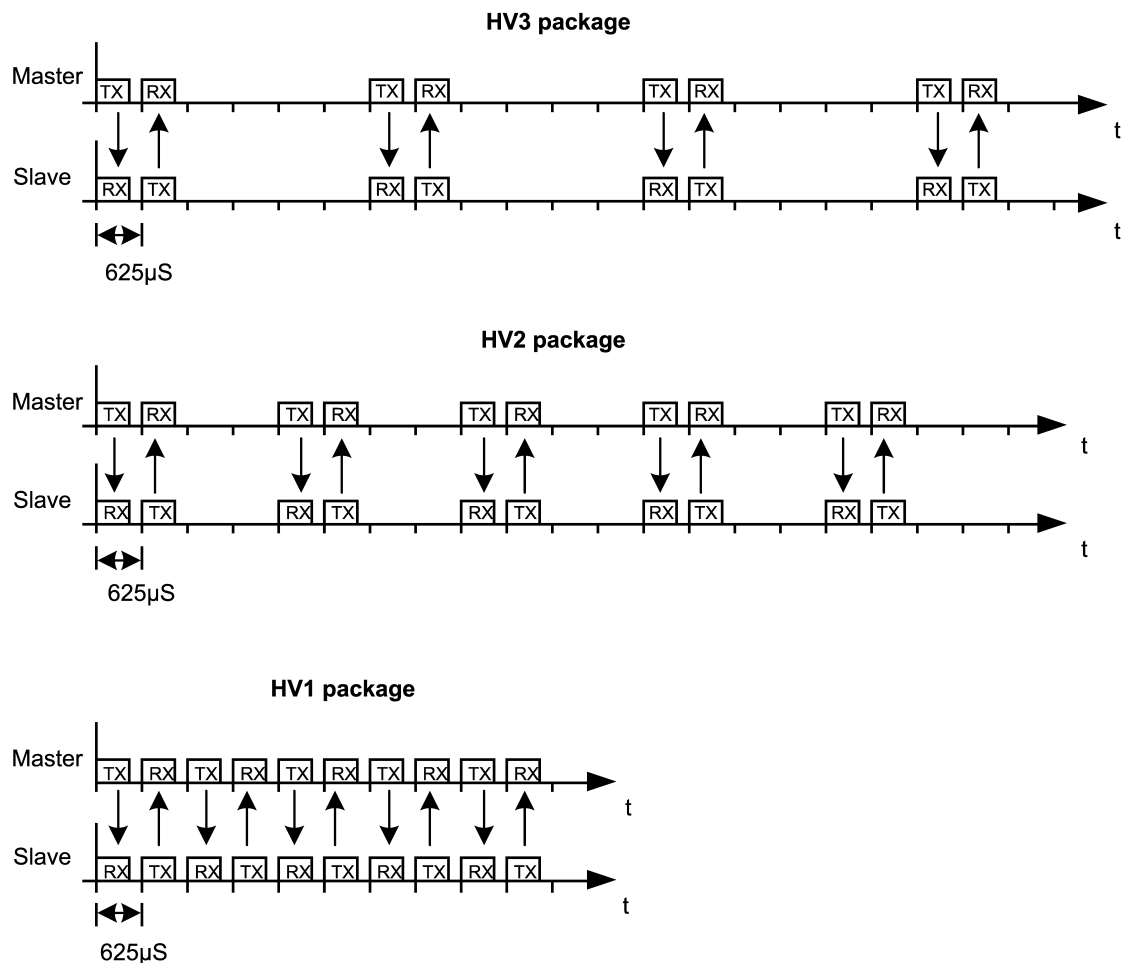 HV3 package
Master TX RX TX RX TX RX TX RX
t
Slave RX TX RX TX RX TX RX TX
t
625µS
HV2 package
Master TX RX TX RX TX RX TX RX TX RX
t
Slave RX TX RX TX RX TX RX TX RX TX
t
625µS
HV1 package
Master TX RX TX RX TX RX TX RX TX RX
t
Slave RX TX RX TX RX TX RX TX RX TX
t
625µS